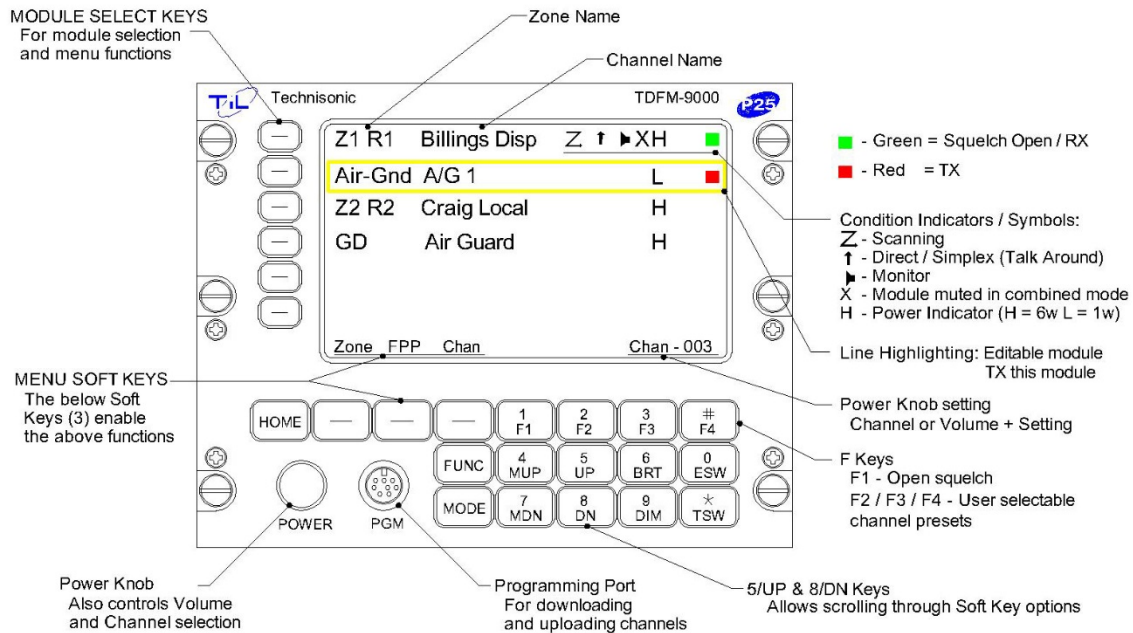 MODULE SELECT KEYS
For module selection
and menu functions
Zone Name
Channel Name
TiL Technisonic TDFM-9000 P25
Z1 R1 Billings Disp Z ↑ XH
Air-Gnd A/G 1 L
Z2 R2 Craig Local H
GD Air Guard H
Zone FPP Chan Chan - 003
- Green = Squelch Open / RX
- Red = TX
Condition Indicators / Symbols:
Z - Scanning
↑ - Direct / Simplex (Talk Around)
- Monitor
X - Module muted in combined mode
H - Power Indicator (H = 6w L = 1w)
Line Highlighting: Editable module
TX this module
MENU SOFT KEYS
The below Soft
Keys (3) enable
the above functions
Power Knob setting
Channel or Volume + Setting
HOME — — — 1 2 3 #
F1 F2 F3 F4
FUNC 4 5 6 0
MUP UP BRT ESW
MODE 7 8 9 *
MDN DN DIM TSW
POWER PGM
F Keys
F1 - Open squelch
F2 / F3 / F4 - User selectable
channel presets
Power Knob
Also controls Volume
and Channel selection
Programming Port
For downloading
and uploading channels
5/UP & 8/DN Keys
Allows scrolling through Soft Key options